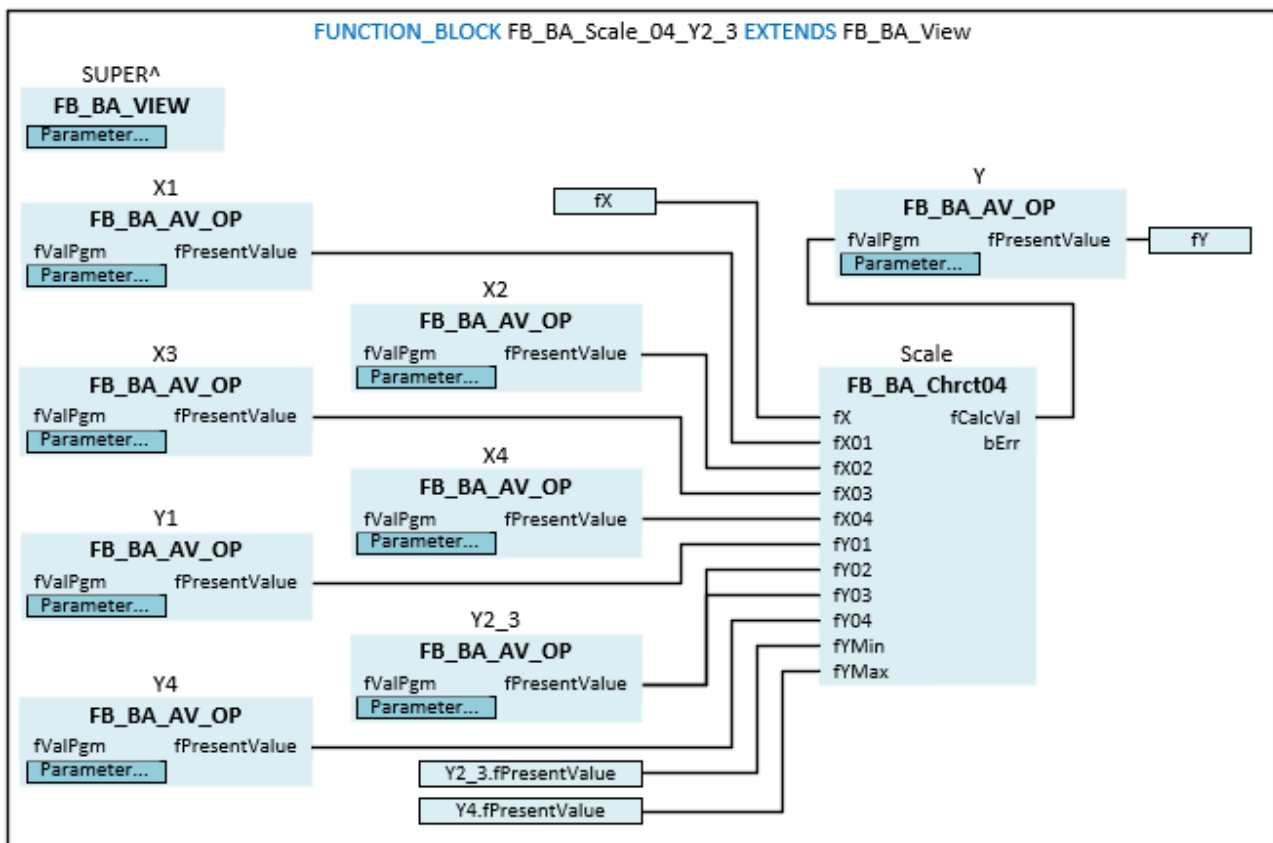 FUNCTION_BLOCK FB_BA_Scale_04_Y2_3 EXTENDS FB_BA_View
SUPER^
FB_BA_VIEW
Parameter...
X1
FB_BA_AV_OP
fValPgm fPresentValue
Parameter...
fX
Y
FB_BA_AV_OP
fValPgm fPresentValue
Parameter...
fY
X2
FB_BA_AV_OP
fValPgm fPresentValue
Parameter...
X3
FB_BA_AV_OP
fValPgm fPresentValue
Parameter...
Scale
FB_BA_Chrct04
fX fCalcVal
fX01 bErr
fX02
fX03
fX04
fY01
fY02
fY03
fY04
fYMin
fYMax
X4
FB_BA_AV_OP
fValPgm fPresentValue
Parameter...
Y1
FB_BA_AV_OP
fValPgm fPresentValue
Parameter...
Y2_3
FB_BA_AV_OP
fValPgm fPresentValue
Parameter...
Y4
FB_BA_AV_OP
fValPgm fPresentValue
Parameter...
Y2_3.fPresentValue
Y4.fPresentValue